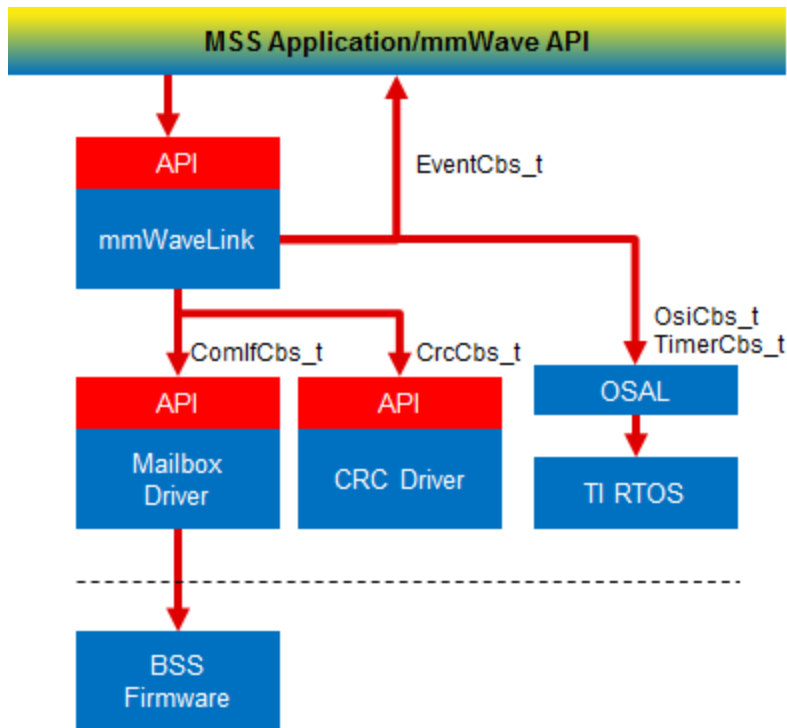 MSS Application/mmWave API
API
EventCbs_t
mmWaveLink
OsiCbs_t
TimerCbs_t
ComIfCbs_t
CrcCbs_t
API
API
OSAL
Mailbox
Driver
CRC Driver
TI RTOS
BSS
Firmware